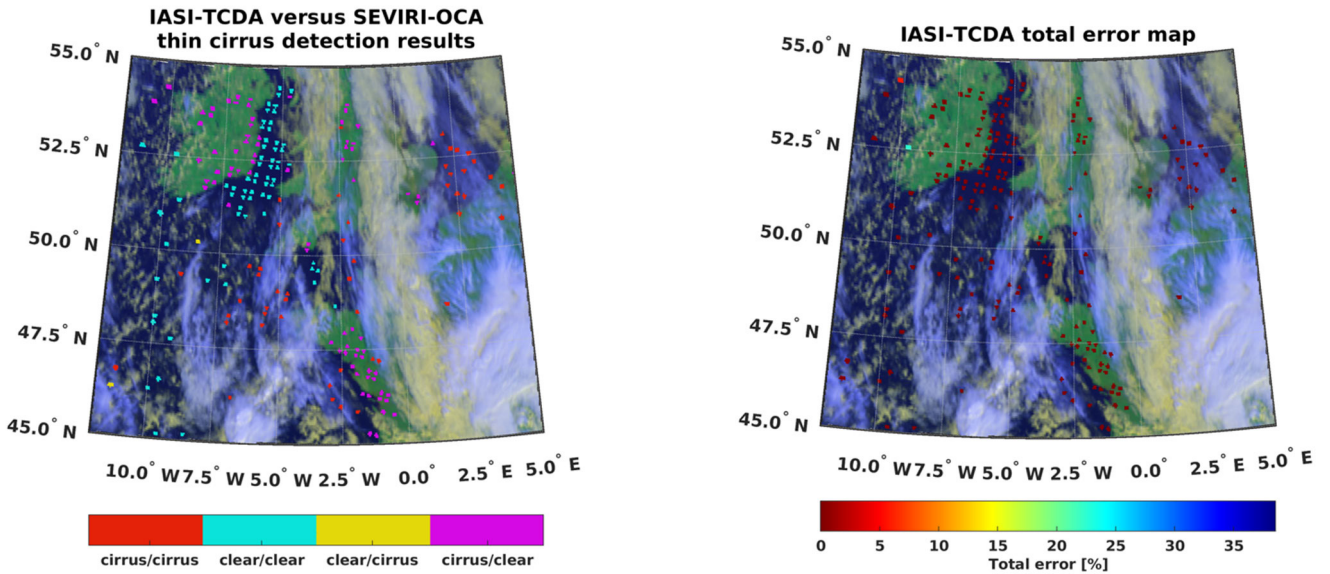 IASI-TCDA versus SEVIRI-OCA
thin cirrus detection results
55.0° N
52.5° N
50.0° N
47.5° N
45.0° N
10.0° W 7.5° W 5.0° W 2.5° W 0.0° 2.5° E 5.0° E
cirrus/cirrus clear/clear clear/cirrus cirrus/clear
IASI-TCDA total error map
55.0° N
52.5° N
50.0° N
47.5° N
45.0° N
10.0° W 7.5° W 5.0° W 2.5° W 0.0° 2.5° E 5.0° E
0 5 10 15 20 25 30 35
Total error [%]